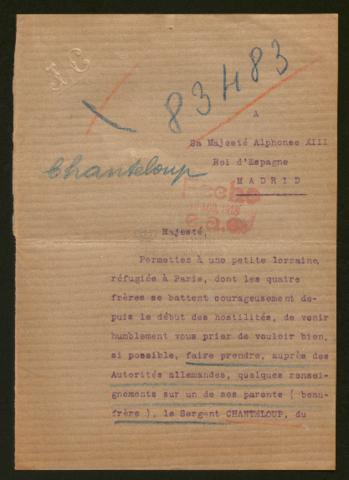 J C
83483
A
Sa Majesté Alphonse XIII
Roi d'Espagne
MADRID
Chanteloup
Hecho
Majesté,
Permettez à une petite lorraine,
réfugiée à Paris, dont les quatre
frères se battent courageusement de-
puis le début des hostilités, de venir
humblement vous prier de vouloir bien,
si possible, faire prendre, auprès des
Autorités allemandes, quelques rensei-
gnements sur un de ses parents ( beau-
frère ), le Sergent CHANTELOUP, du